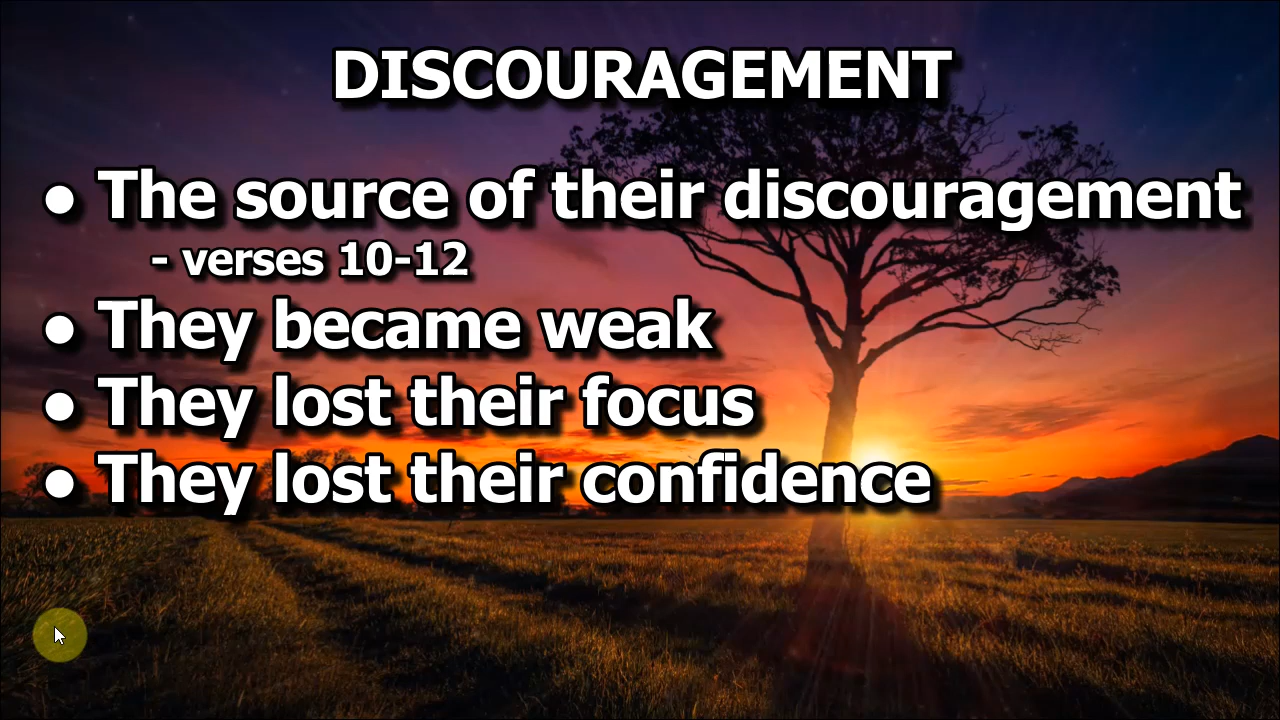 DISCOURAGEMENT
● The source of their discouragement
- verses 10-12
● They became weak
● They lost their focus
● They lost their confidence